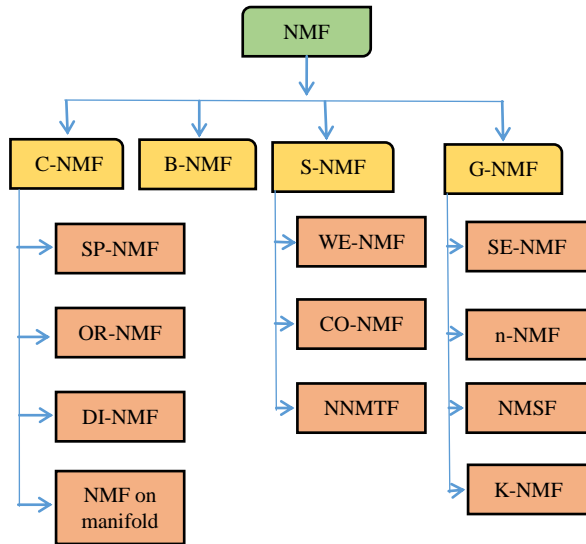 NMF
C-NMF
B-NMF
S-NMF
G-NMF
SP-NMF
OR-NMF
DI-NMF
NMF on
manifold
WE-NMF
CO-NMF
NNMTF
SE-NMF
n-NMF
NMSF
K-NMF